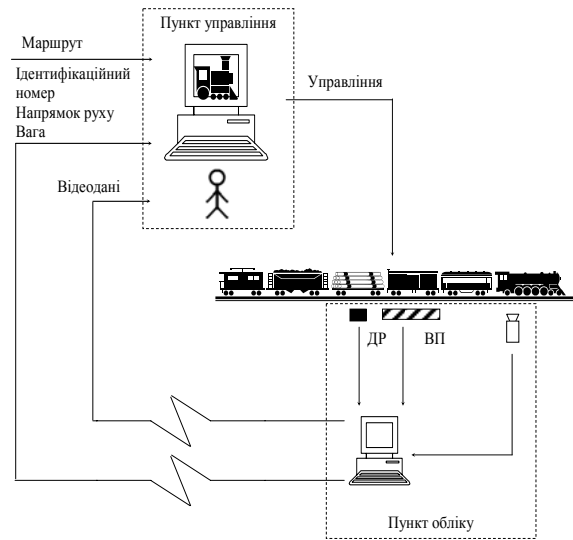 Пункт управління
Маршрут
Ідентифікаційний
номер
Напрямок руху
Вага
Управління
Відеодані
ДР
ВП
Пункт обліку